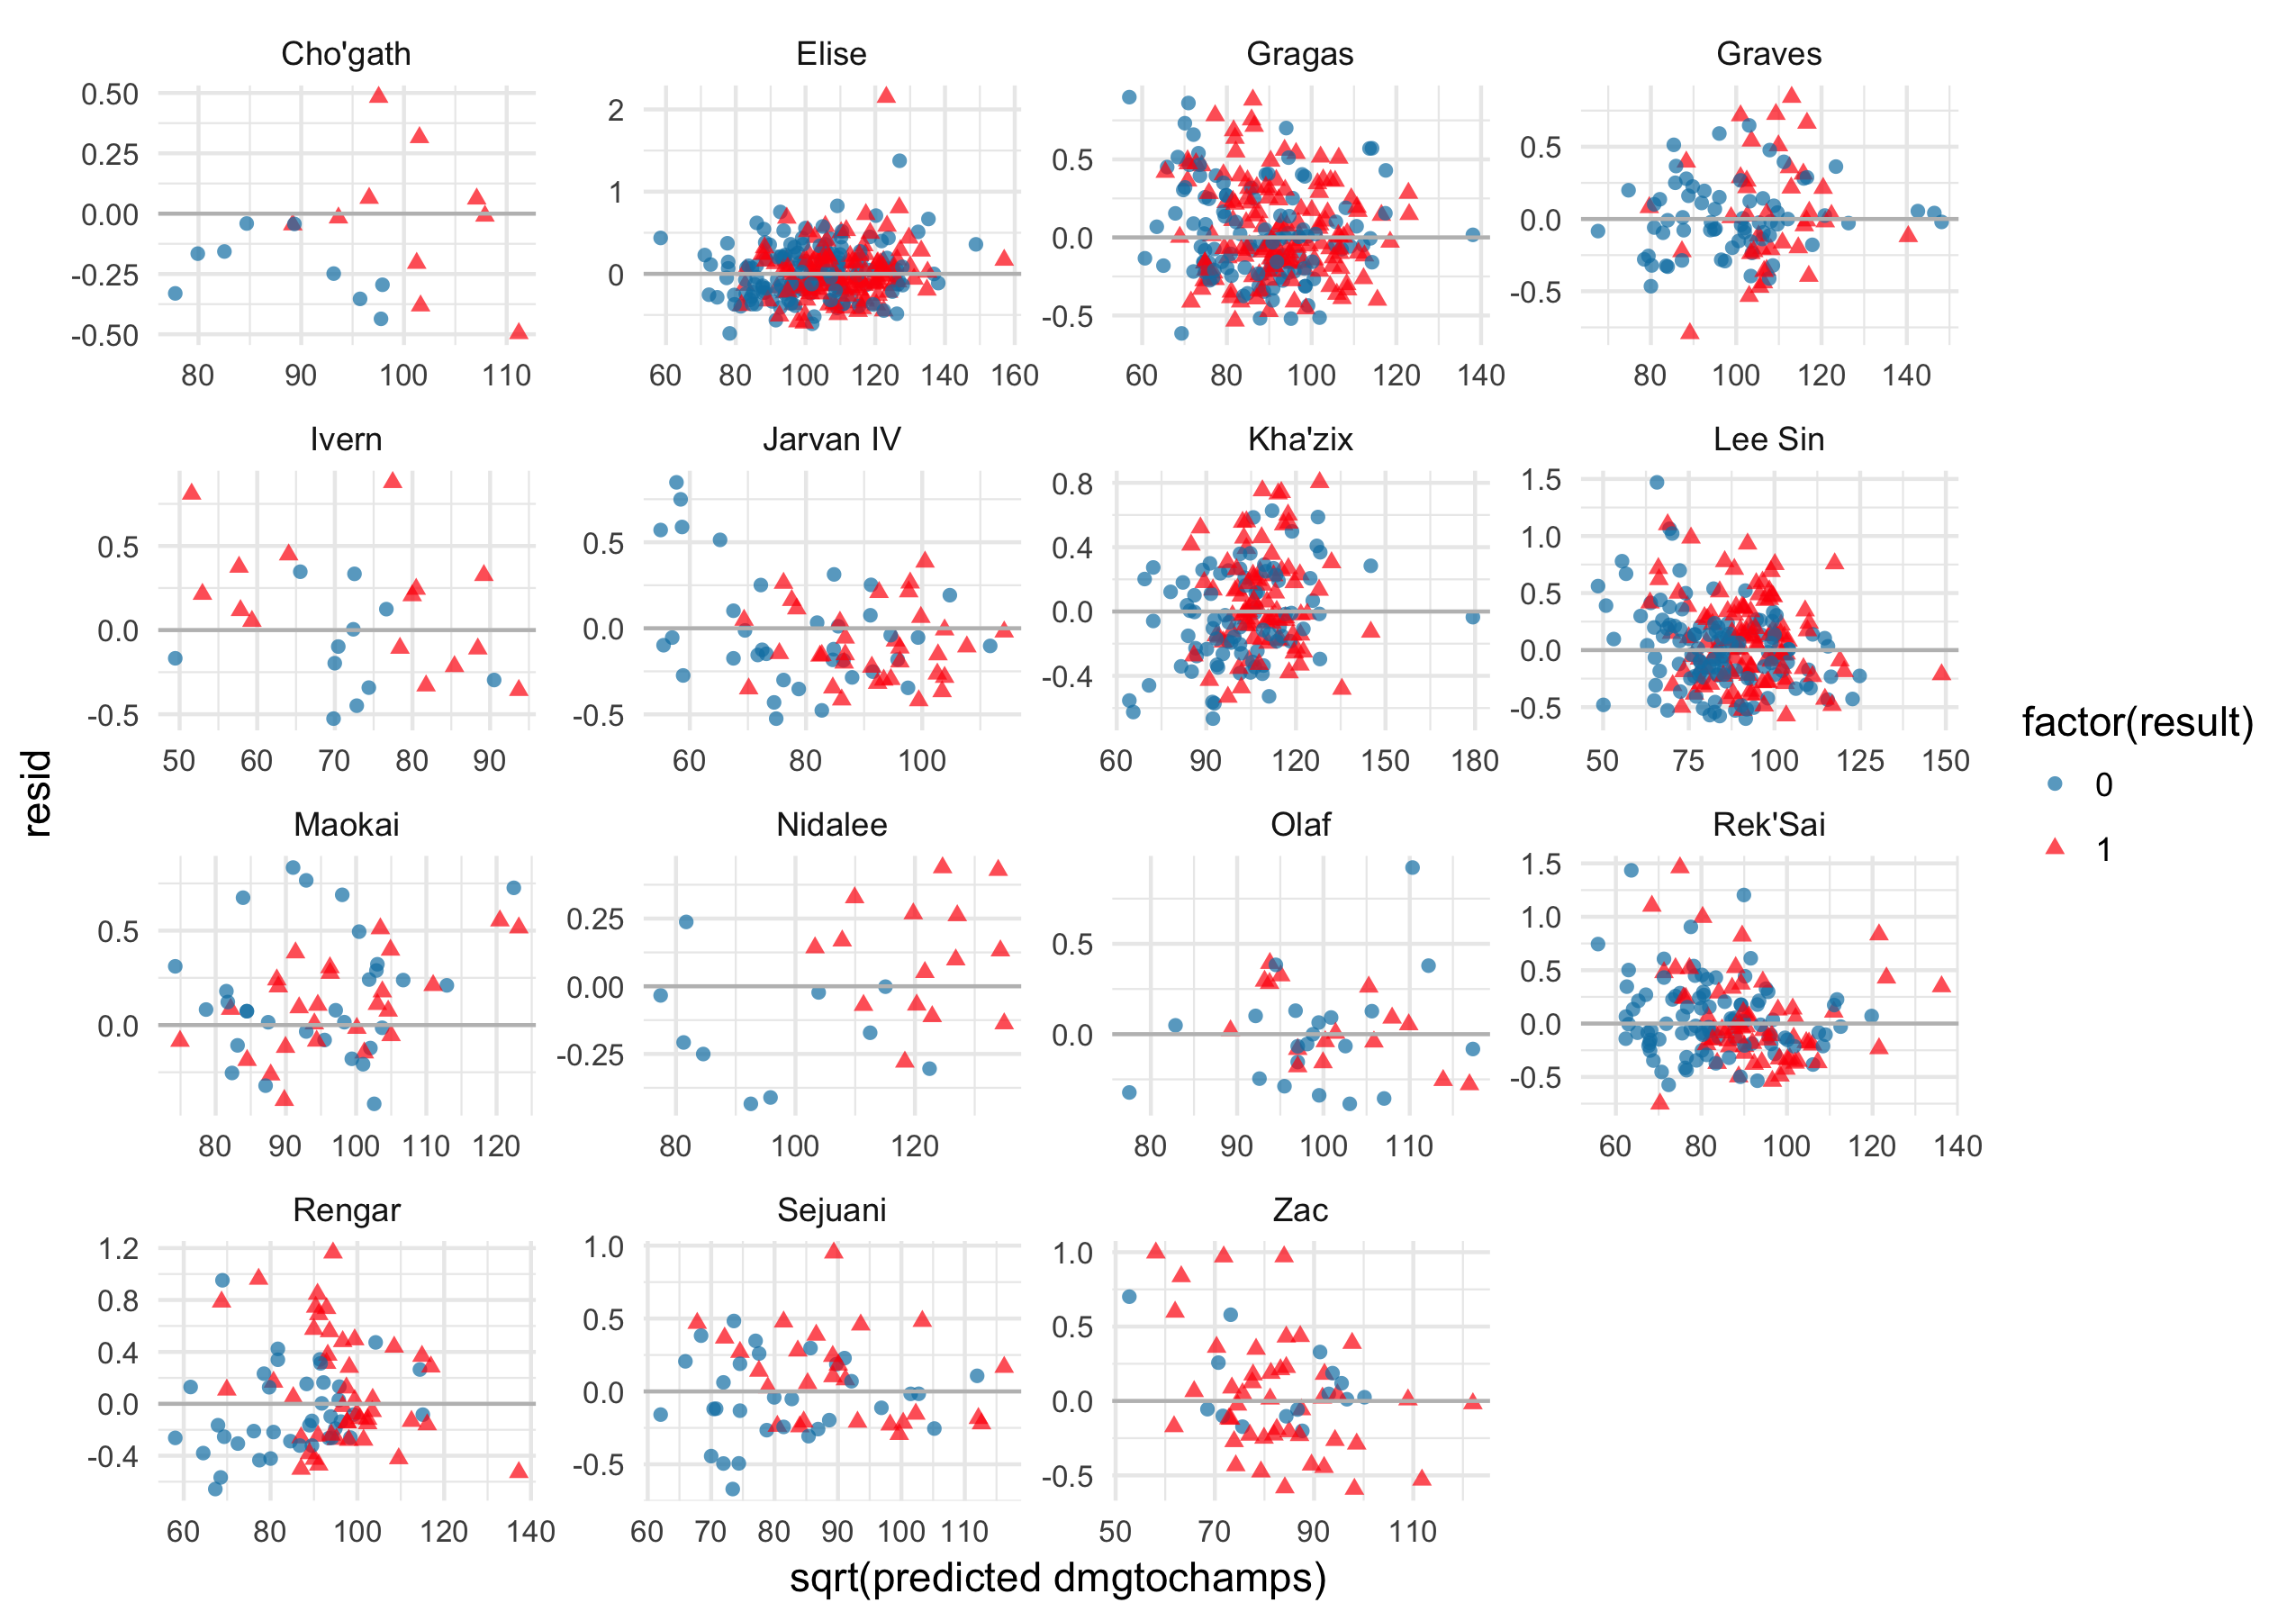 Cho'gath Elise Gragas Graves
0.50 0.25 0.00 -0.25 -0.50
2 1 0
0.5 0.0 -0.5
0.5 0.0 -0.5
80 90 100 110
60 80 100 120 140 160
60 80 100 120 140
80 100 120 140
Ivern Jarvan IV Kha'zix Lee Sin
0.5 0.0 -0.5
0.5 0.0 -0.5
0.8 0.4 0.0 -0.4
1.5 1.0 0.5 0.0 -0.5
50 60 70 80 90
60 80 100
60 90 120 150 180
50 75 100 125 150
Maokai Nidalee Olaf Rek'Sai
0.5 0.0
0.25 0.00 -0.25
0.5 0.0
1.5 1.0 0.5 0.0 -0.5
80 90 100 110 120
80 100 120
80 90 100 110
60 80 100 120 140
Rengar Sejuani Zac
1.2 0.8 0.4 0.0 -0.4
1.0 0.5 0.0 -0.5
1.0 0.5 0.0 -0.5
60 80 100 120 140
60 70 80 90 100 110
50 70 90 110
resid
sqrt(predicted dmgtochamps)
factor(result)
0
1